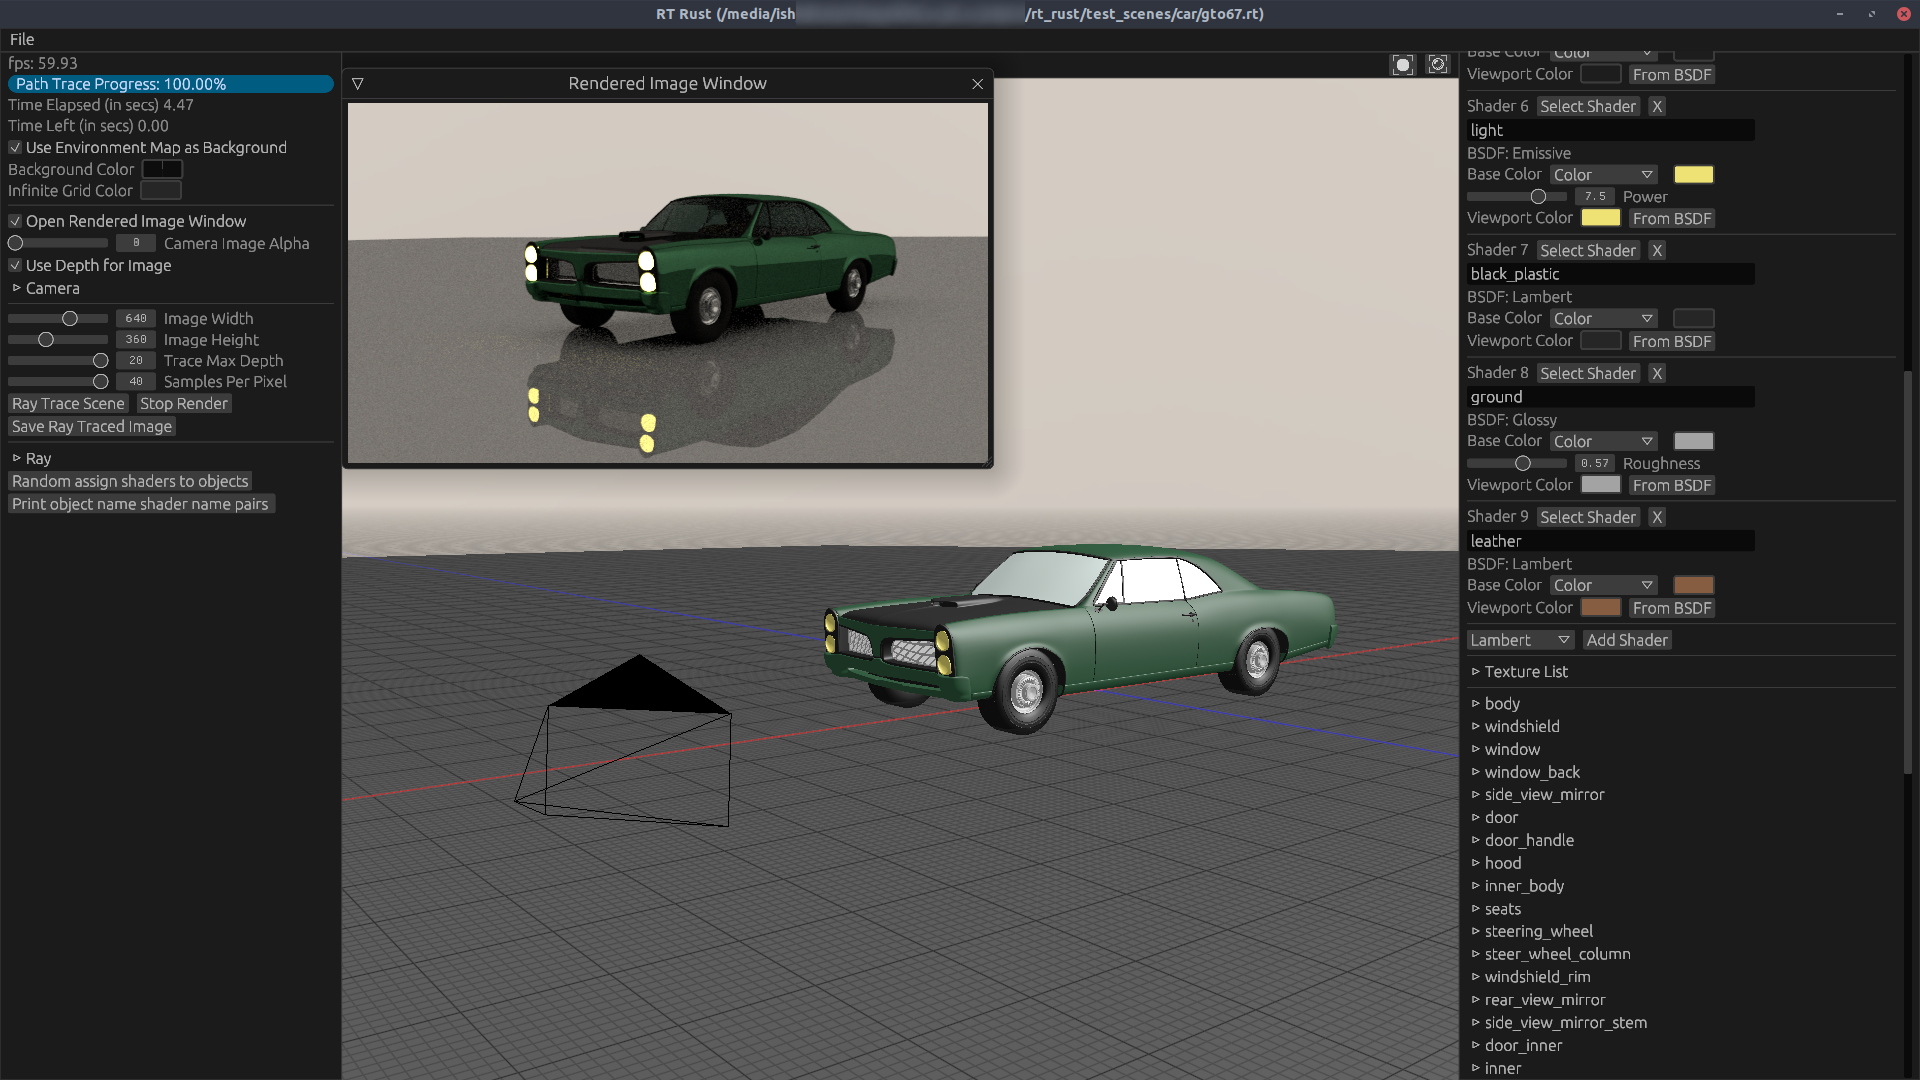 RT Rust (/media/ish /rt_rust/test_scenes/car/gto67.rt)
File
fps: 59.93
Path Trace Progress: 100.00%
Time Elapsed (in secs) 4.47
Time Left (in secs) 0.00
Use Environment Map as Background
Background Color
Infinite Grid Color
Open Rendered Image Window
0 Camera Image Alpha
Use Depth for Image
Camera
640 Image Width
360 Image Height
20 Trace Max Depth
40 Samples Per Pixel
Ray Trace Scene Stop Render
Save Ray Traced Image
Ray
Random assign shaders to objects
Print object name shader name pairs
Rendered Image Window
Base Color Color
Viewport Color From BSDF
Shader 6 Select Shader X
light
BSDF: Emissive
Base Color Color
7.5 Power
Viewport Color From BSDF
Shader 7 Select Shader X
black_plastic
BSDF: Lambert
Base Color Color
Viewport Color From BSDF
Shader 8 Select Shader X
ground
BSDF: Glossy
Base Color Color
0.57 Roughness
Viewport Color From BSDF
Shader 9 Select Shader X
leather
BSDF: Lambert
Base Color Color
Viewport Color From BSDF
Lambert Add Shader
Texture List
body
windshield
window
window_back
side_view_mirror
door
door_handle
hood
inner_body
seats
steering_wheel
steer_wheel_column
windshield_rim
rear_view_mirror
side_view_mirror_stem
door_inner
inner